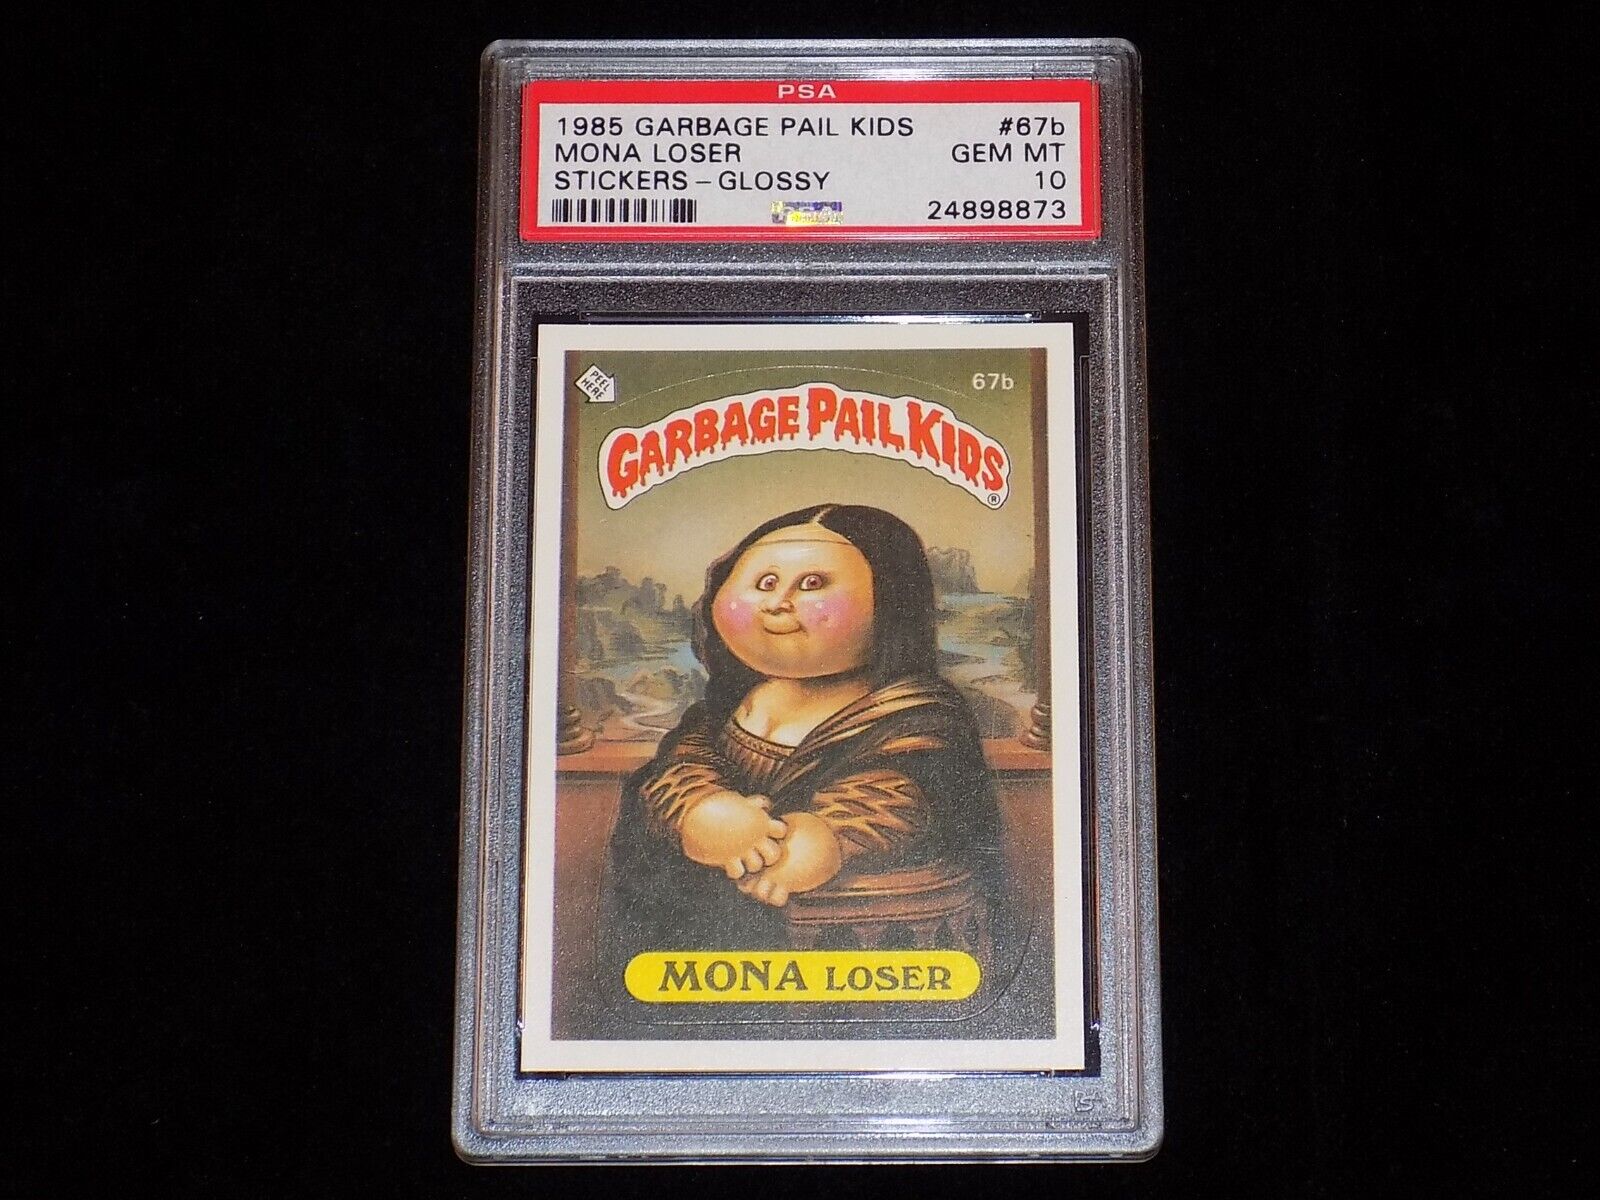 PSA
1985 GARBAGE PAIL KIDS #67b
MONA LOSER GEM MT
STICKERS – GLOSSY 10
24898873
PEEL
HERE
67b
GARBAGE PAIL KIDS
®
MONA LOSER